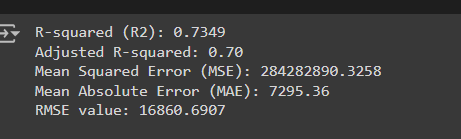 R-squared (R2): 0.7349
Adjusted R-squared: 0.70
Mean Squared Error (MSE): 284282890.3258
Mean Absolute Error (MAE): 7295.36
RMSE value: 16860.6907